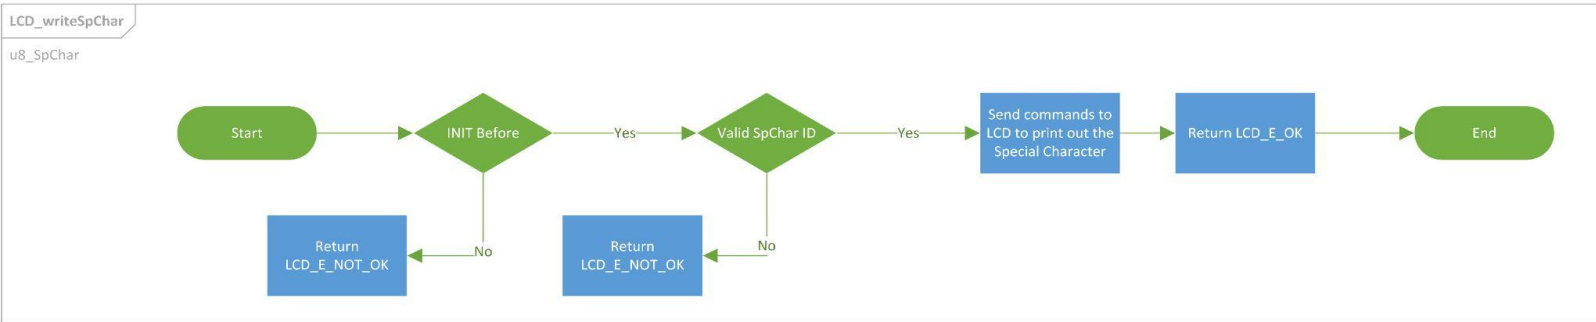 LCD_writeSpChar
u8_SpChar
Start
INIT Before
Yes
Valid SpChar ID
Yes
Send commands to
LCD to print out the
Special Character
Return LCD_E_OK
End
Return
LCD_E_NOT_OK
No
Return
LCD_E_NOT_OK
No